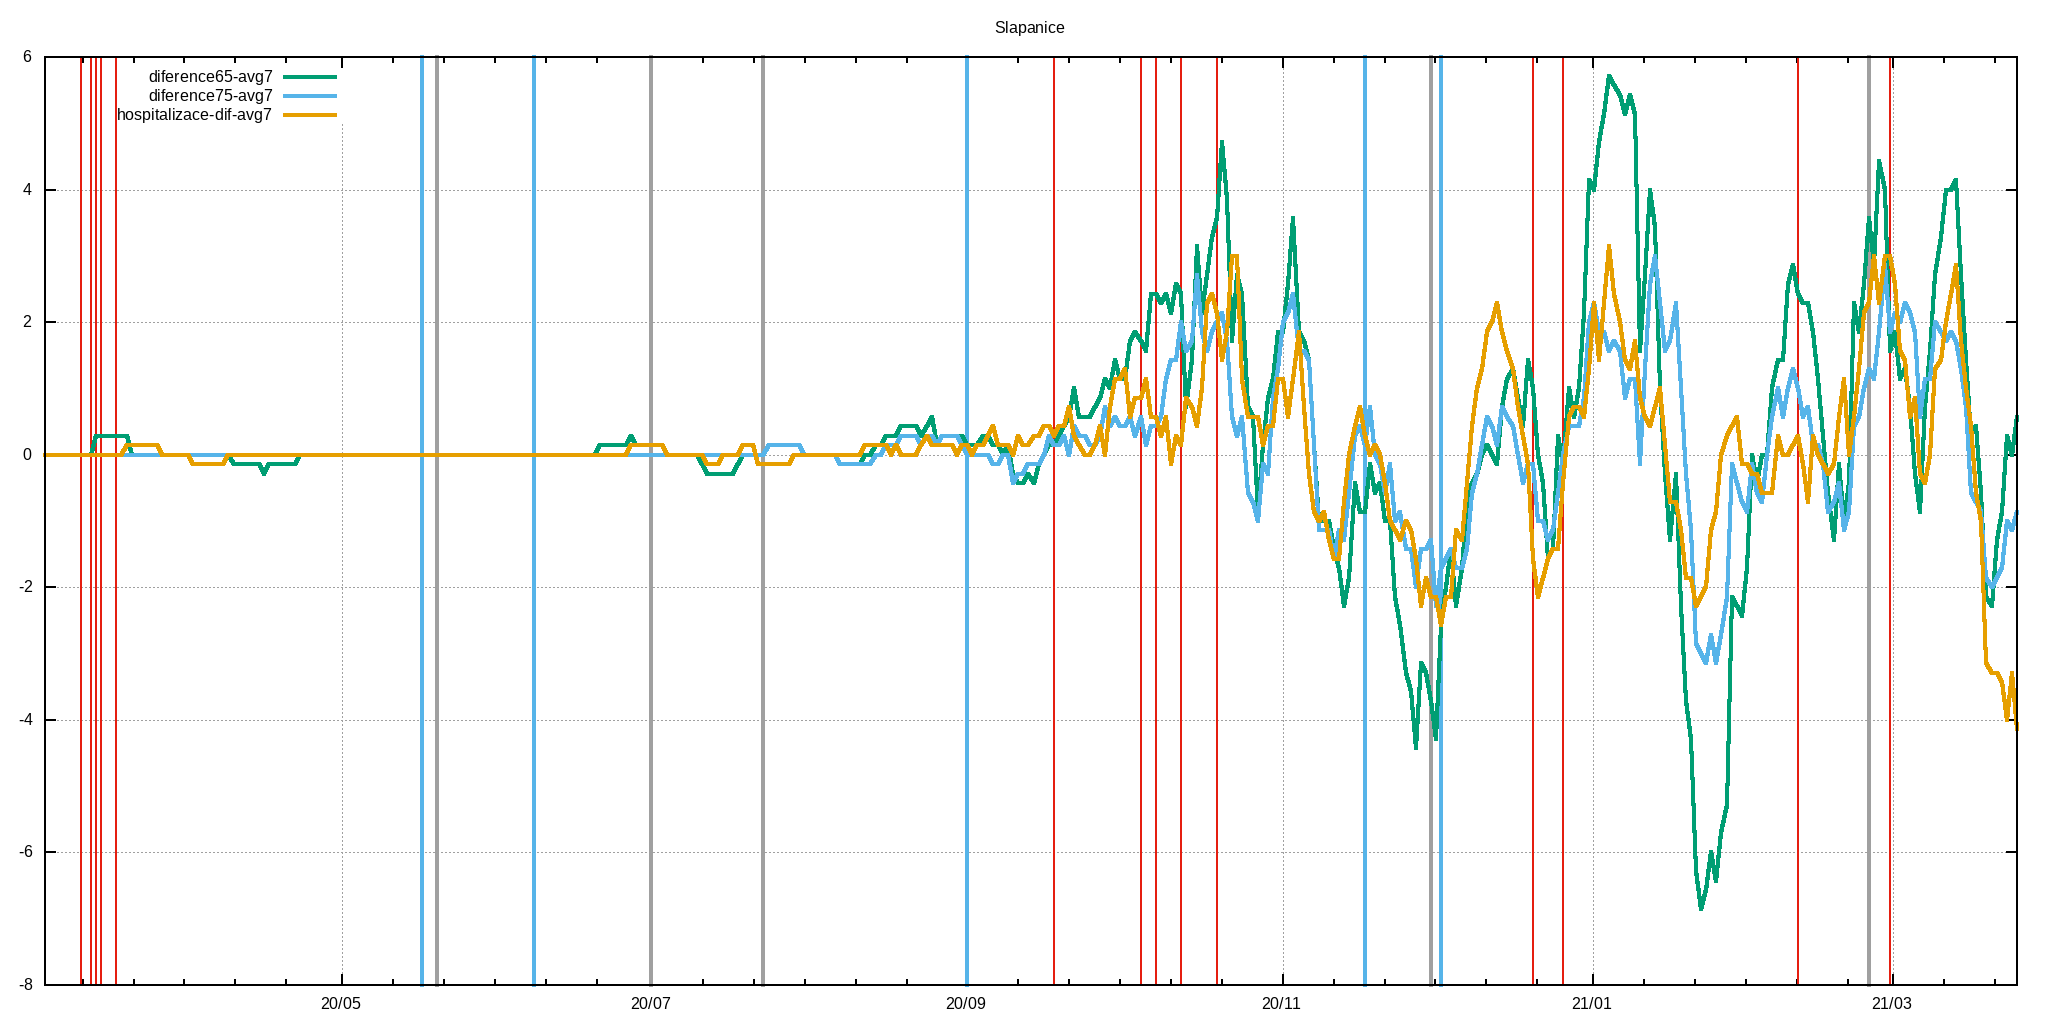 Slapanice
diference65-avg7
diference75-avg7
hospitalizace-dif-avg7
6
4
2
0
-2
-4
-6
-8
20/05 20/07 20/09 20/11 21/01 21/03